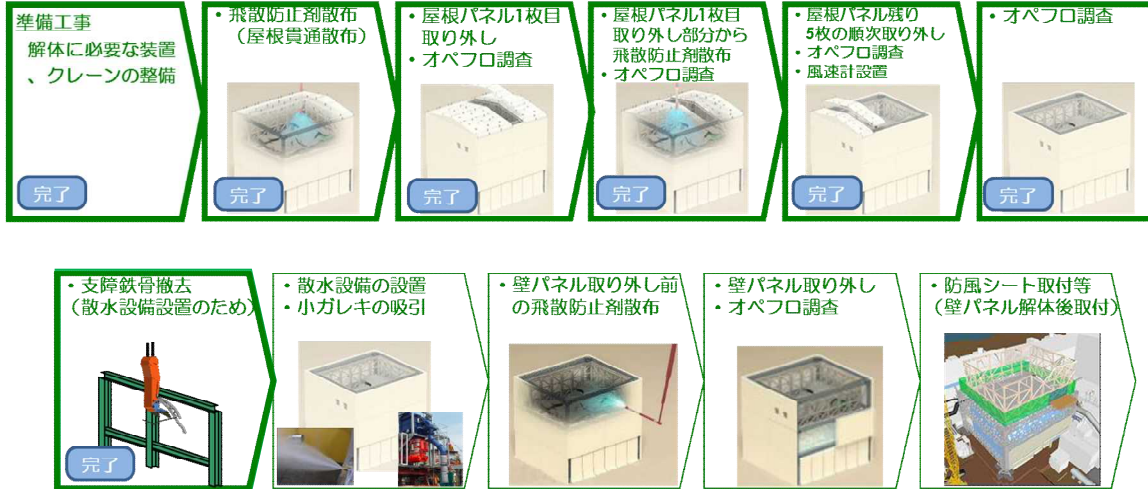 準備工事
解体に必要な装置
、クレーンの整備
完了
・飛散防止剤散布
（屋根貫通散布）
完了
・屋根パネル1枚目
取り外し
・オペフロ調査
完了
・屋根パネル1枚目
取り外し部分から
飛散防止剤散布
・オペフロ調査
完了
・屋根パネル残り
5枚の順次取り外し
・オペフロ調査
・風速計設置
完了
・オペフロ調査
完了
・支障鉄骨撤去
（散水設備設置のため）
完了
・散水設備の設置
・小ガレキの吸引
・壁パネル取り外し前
の飛散防止剤散布
・壁パネル取り外し
・オペフロ調査
・防風シート取付等
（壁パネル解体後取付）